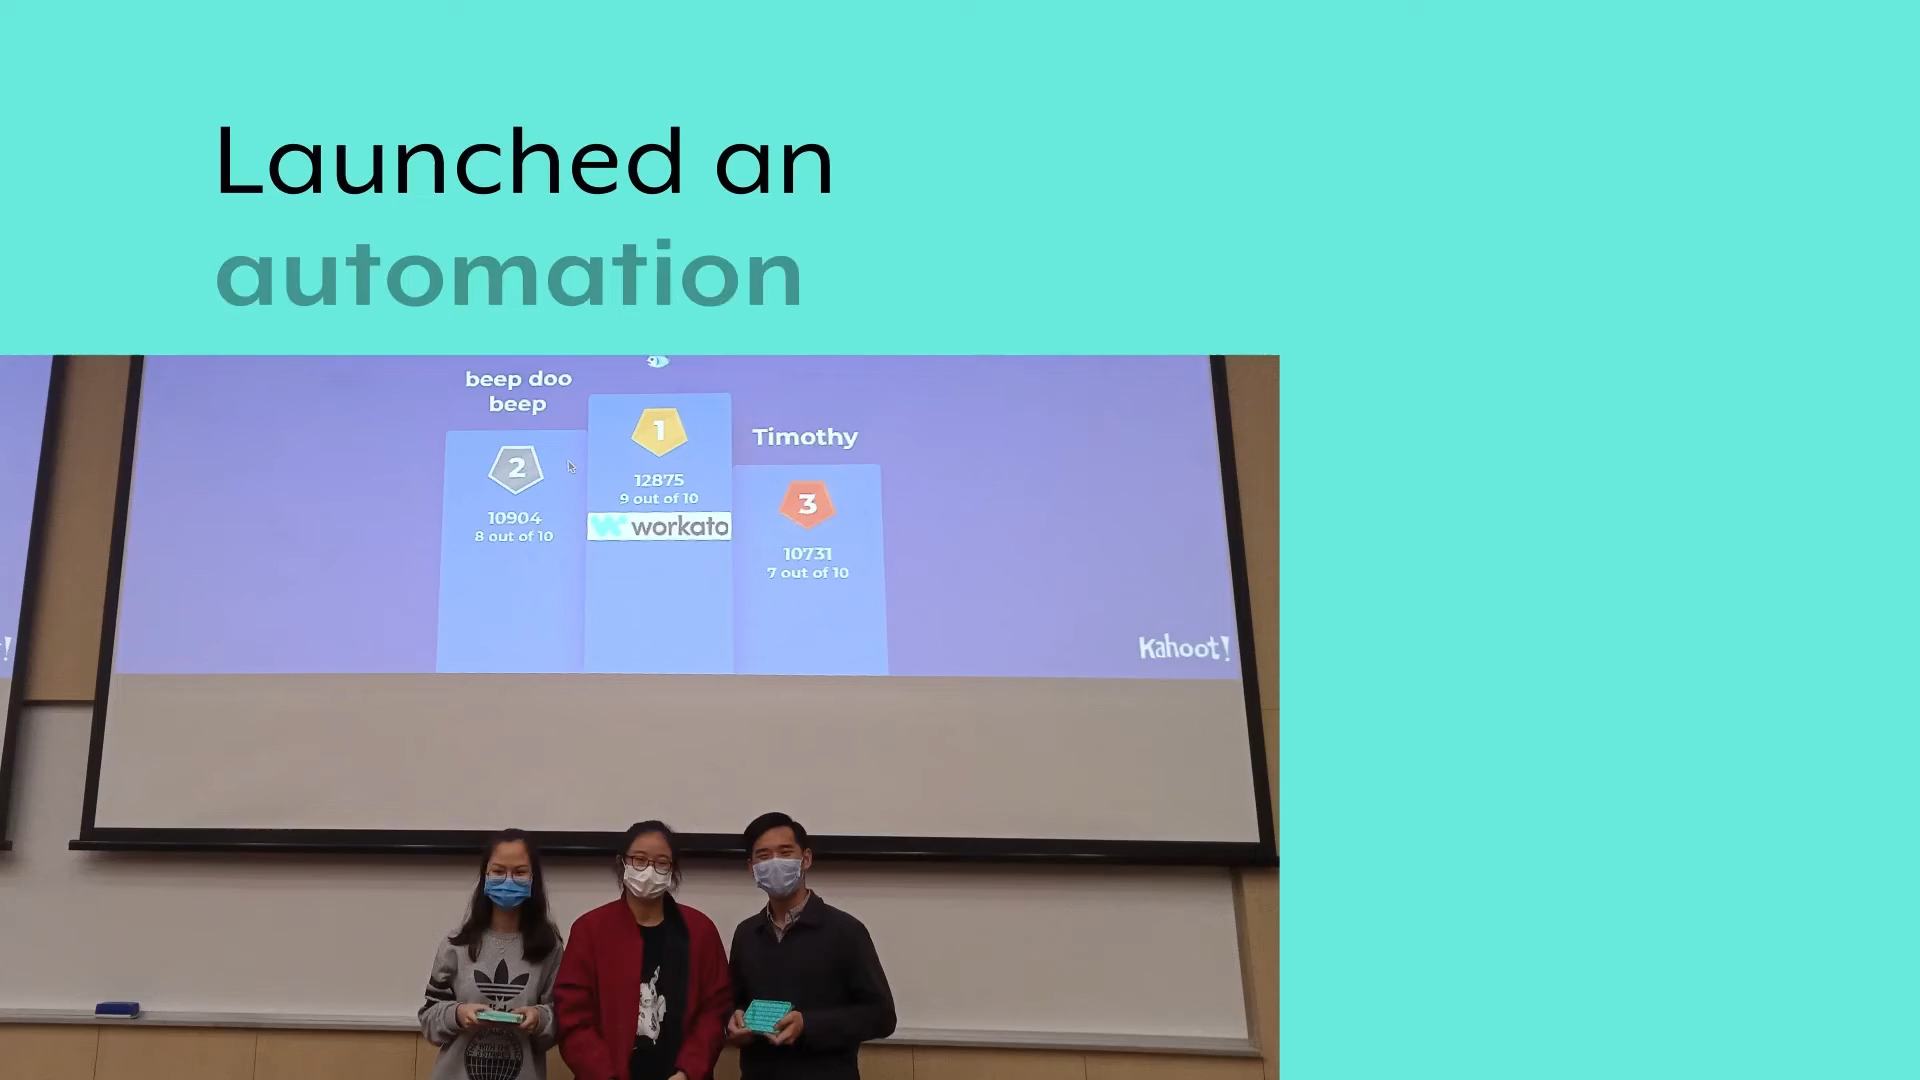 Launched an
automation
beep doo
beep
1
Timothy
2
12875
9 out of 10
3
10904
8 out of 10
workato
10731
7 out of 10
Kahoot!
!